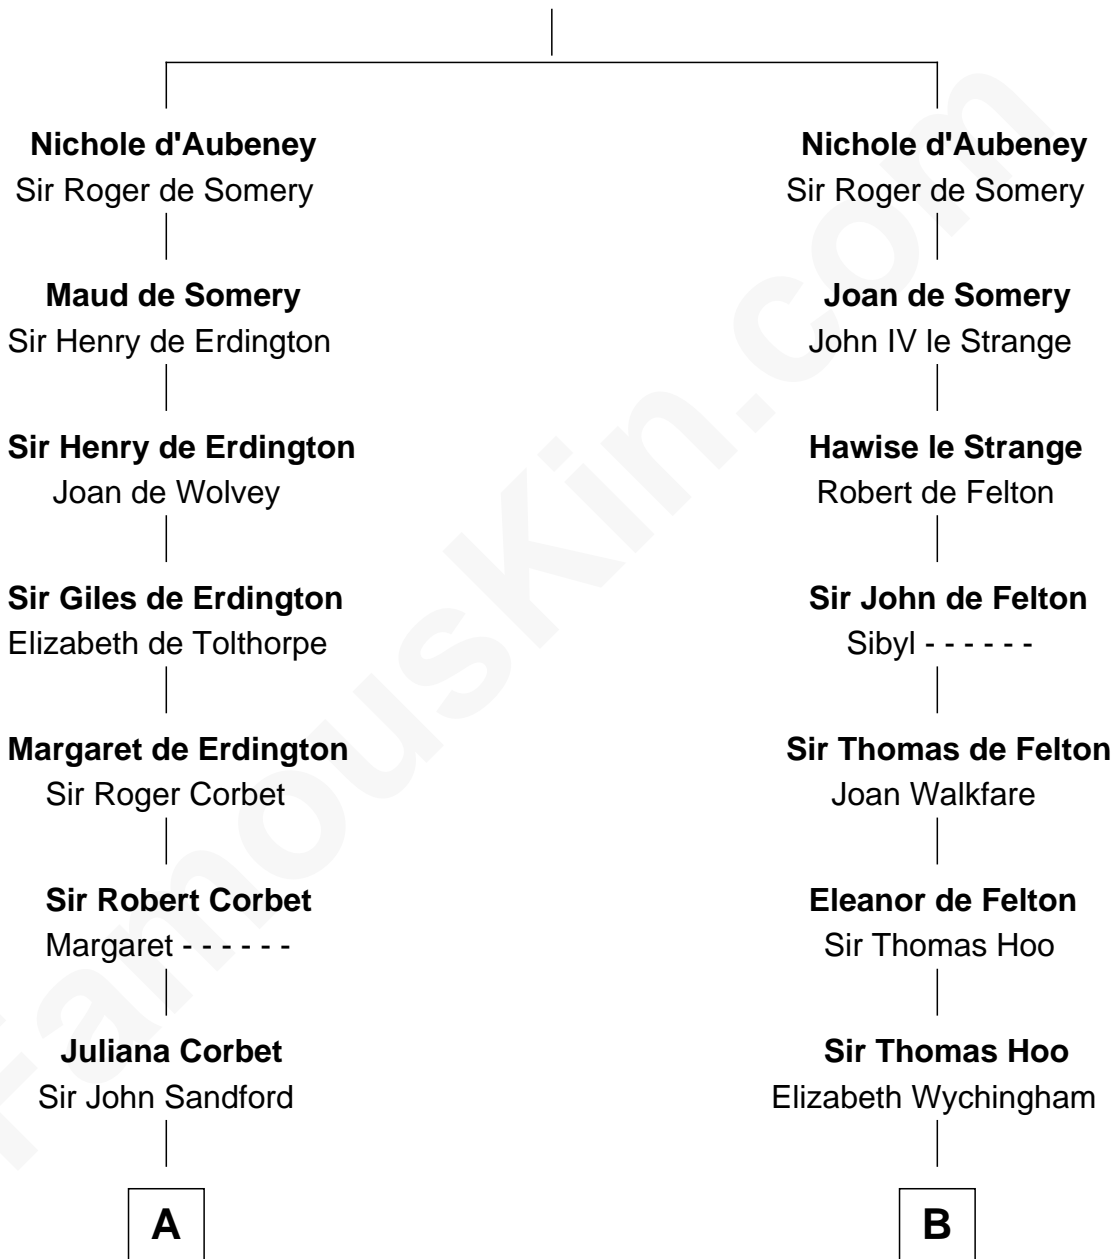 Nichole d'Aubeney
Sir Roger de Somery
Maud de Somery
Sir Henry de Erdington
Sir Henry de Erdington
Joan de Wolvey
Sir Giles de Erdington
Elizabeth de Tolthorpe
Margaret de Erdington
Sir Roger Corbet
Sir Robert Corbet
Margaret - - - - - -
Juliana Corbet
Sir John Sandford
A
Nichole d'Aubeney
Sir Roger de Somery
Joan de Somery
John IV le Strange
Hawise le Strange
Robert de Felton
Sir John de Felton
Sibyl - - - - - -
Sir Thomas de Felton
Joan Walkfare
Eleanor de Felton
Sir Thomas Hoo
Sir Thomas Hoo
Elizabeth Wychingham
B
FamousKin.com